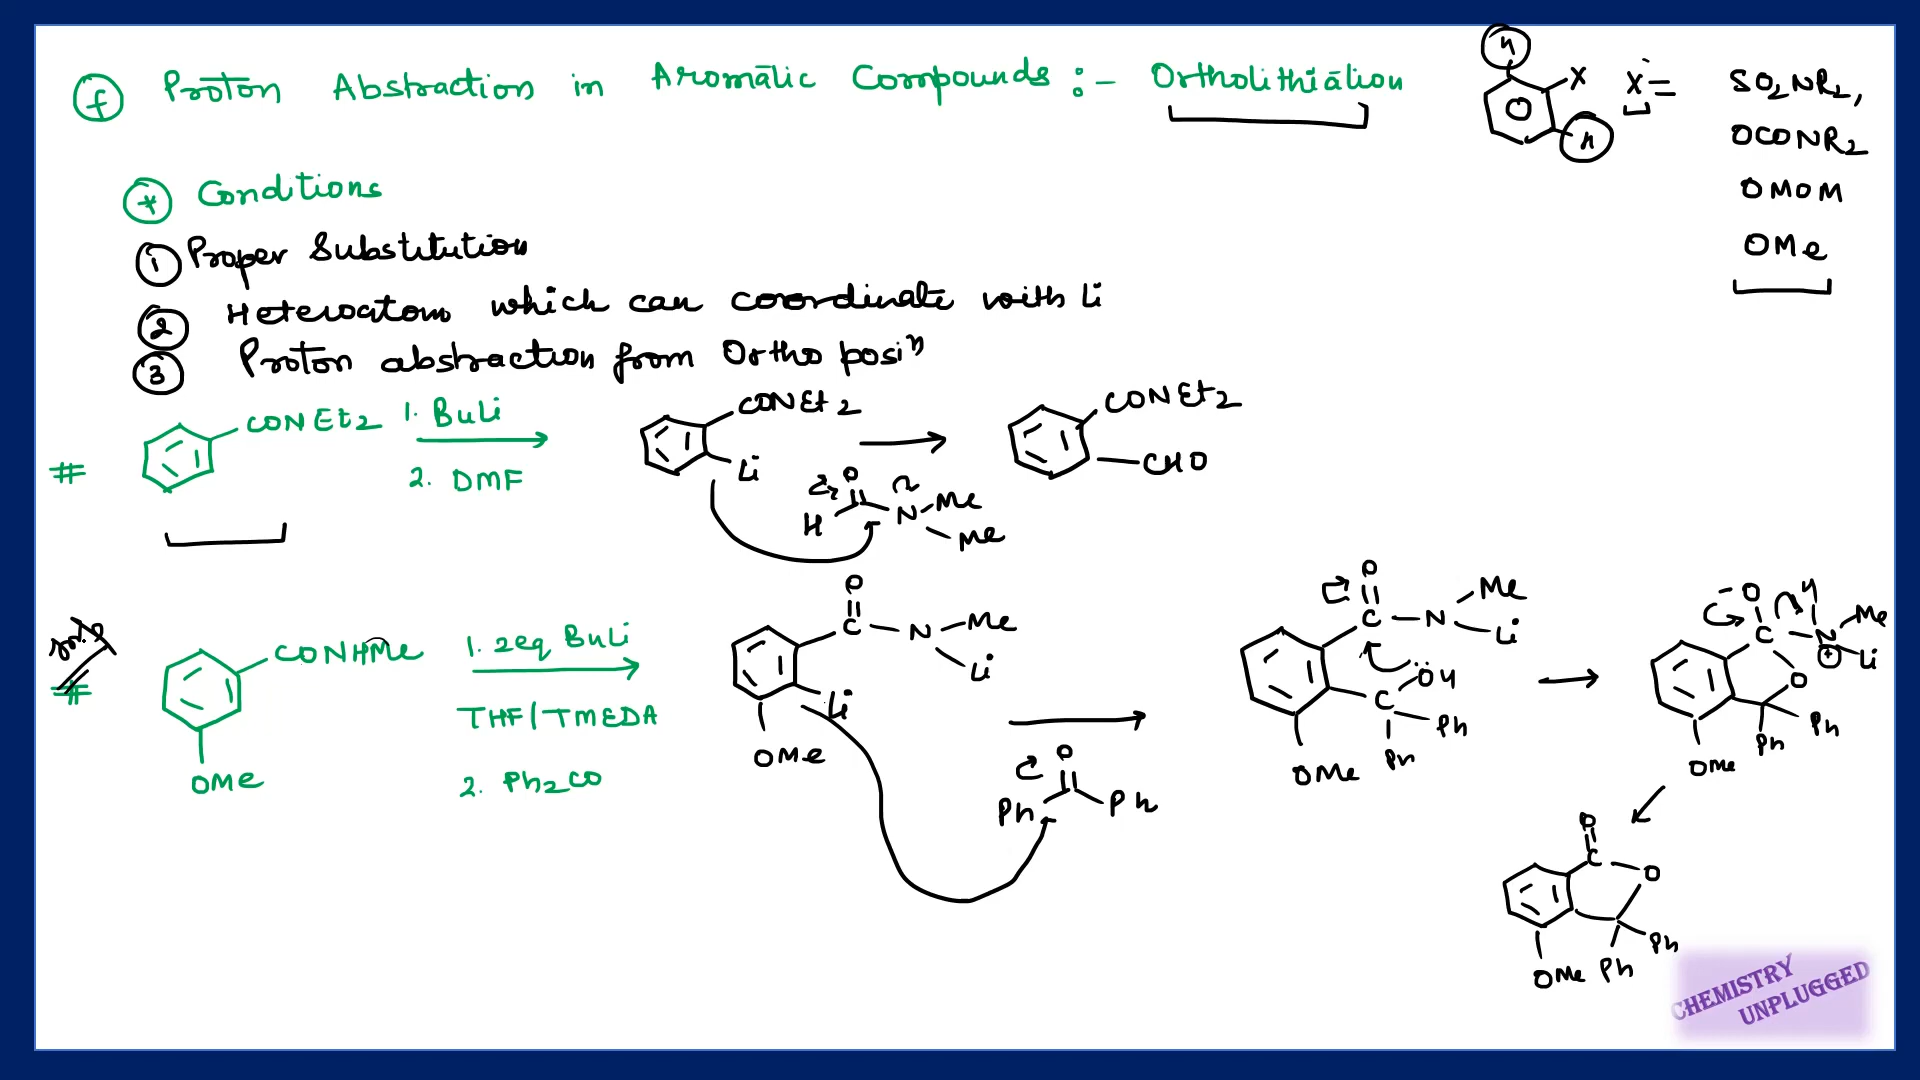 f Proton Abstraction in Aromatic Compounds :- Ortholithiation
H
X
H
X =
SO2NR2,
OCONR2
OMOM
OMe
* Conditions
1 Proper Substitution
2 Heteroatom which can coordinate with Li
3 Proton abstraction from Ortho posiⁿ
#
CONEt2
1. BuLi
2. DMF
CONEt2
Li
O
H
N
Me
Me
CONEt2
CHO
#
CONHMe
OMe
1. 2eq BuLi
THF/TMEDA
2. Ph2CO
O
C - N
Me
Li
Li
OMe
O
Ph
Ph
O
C - N
Me
Li
ÖH
C
Ph
Ph
OMe
-O
H
C - N
⊕
Me
Li
O
Ph
Ph
OMe
O
C
O
Ph
Ph
OMe
CHEMISTRY
UNPLUGGED